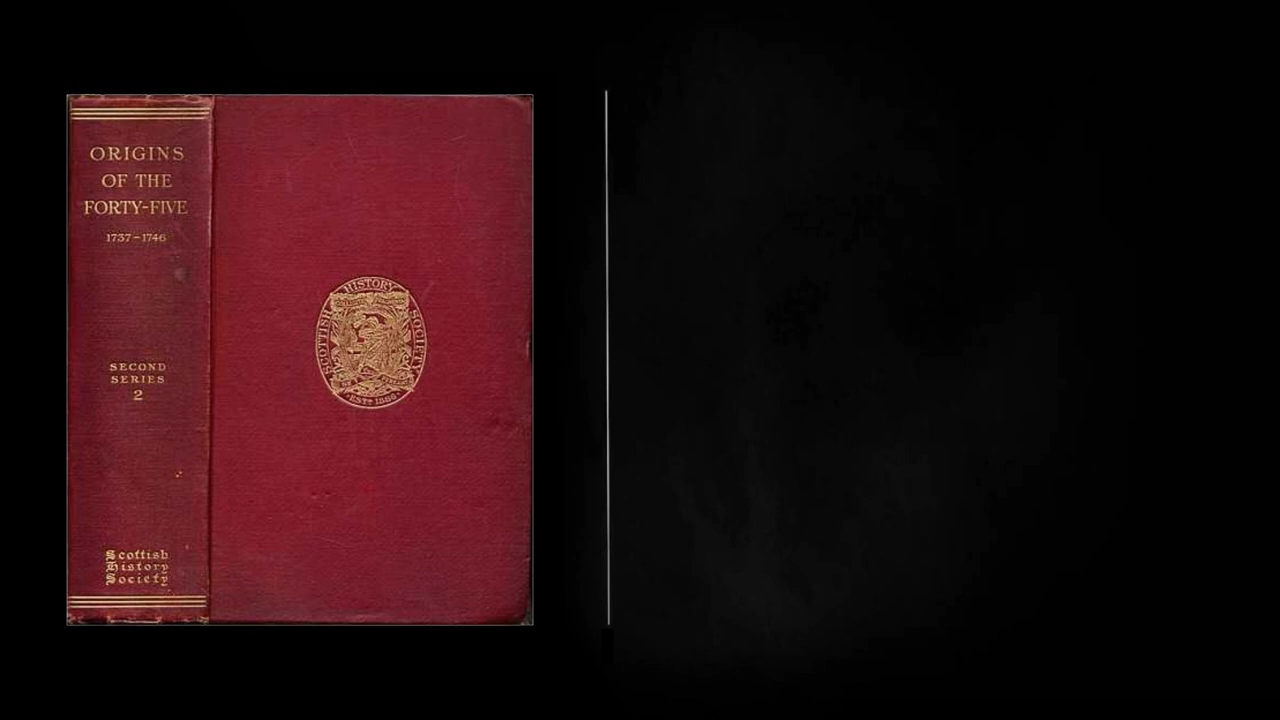 ORIGINS
OF THE
FORTY-FIVE
1737-1746
SECOND
SERIES
2
Scottish
History
Society
SCOTTISH HISTORY SOCIETY
·ESTD 1886·